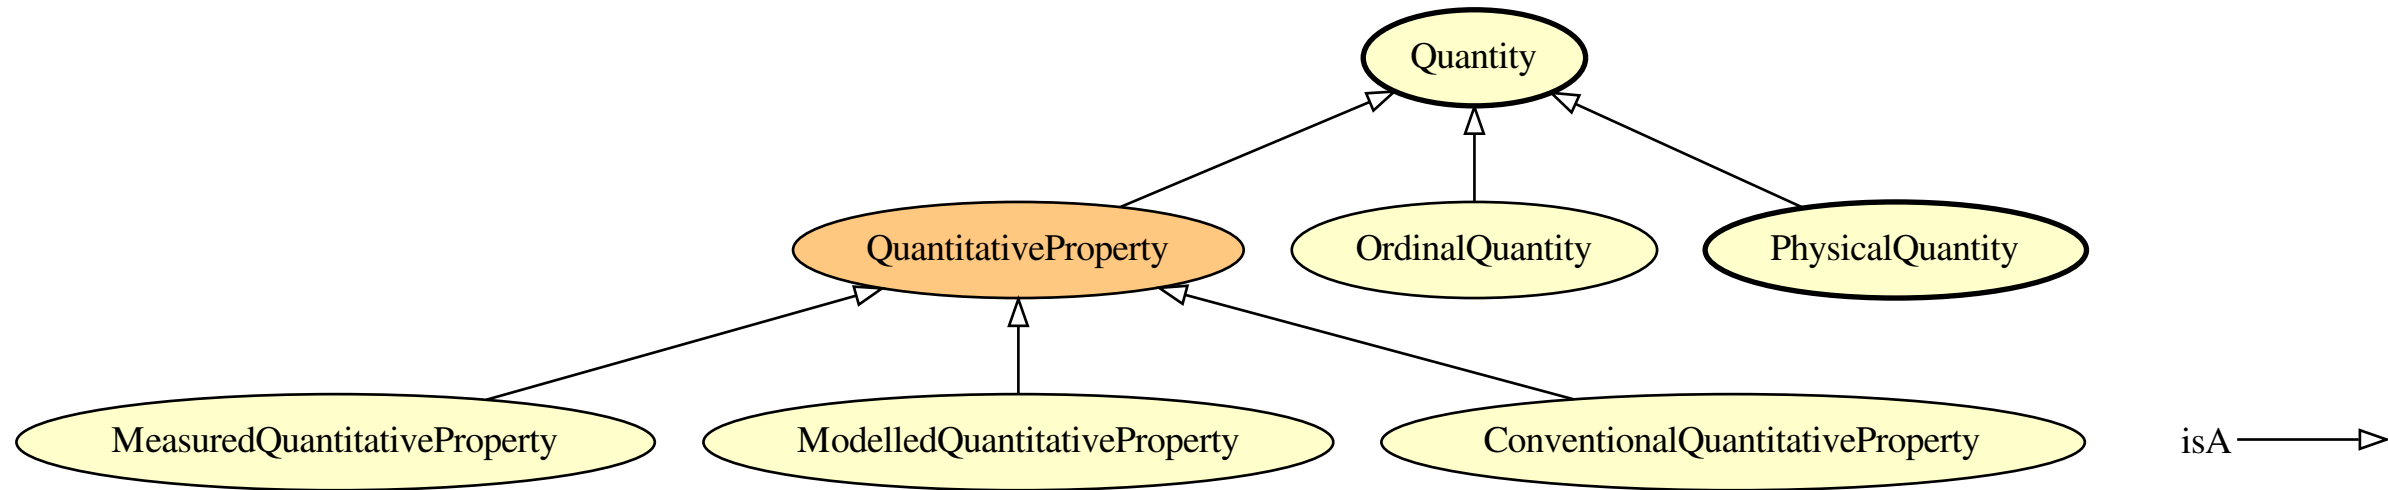 Quantity
QuantitativeProperty
OrdinalQuantity
PhysicalQuantity
MeasuredQuantitativeProperty
ModelledQuantitativeProperty
ConventionalQuantitativeProperty
isA